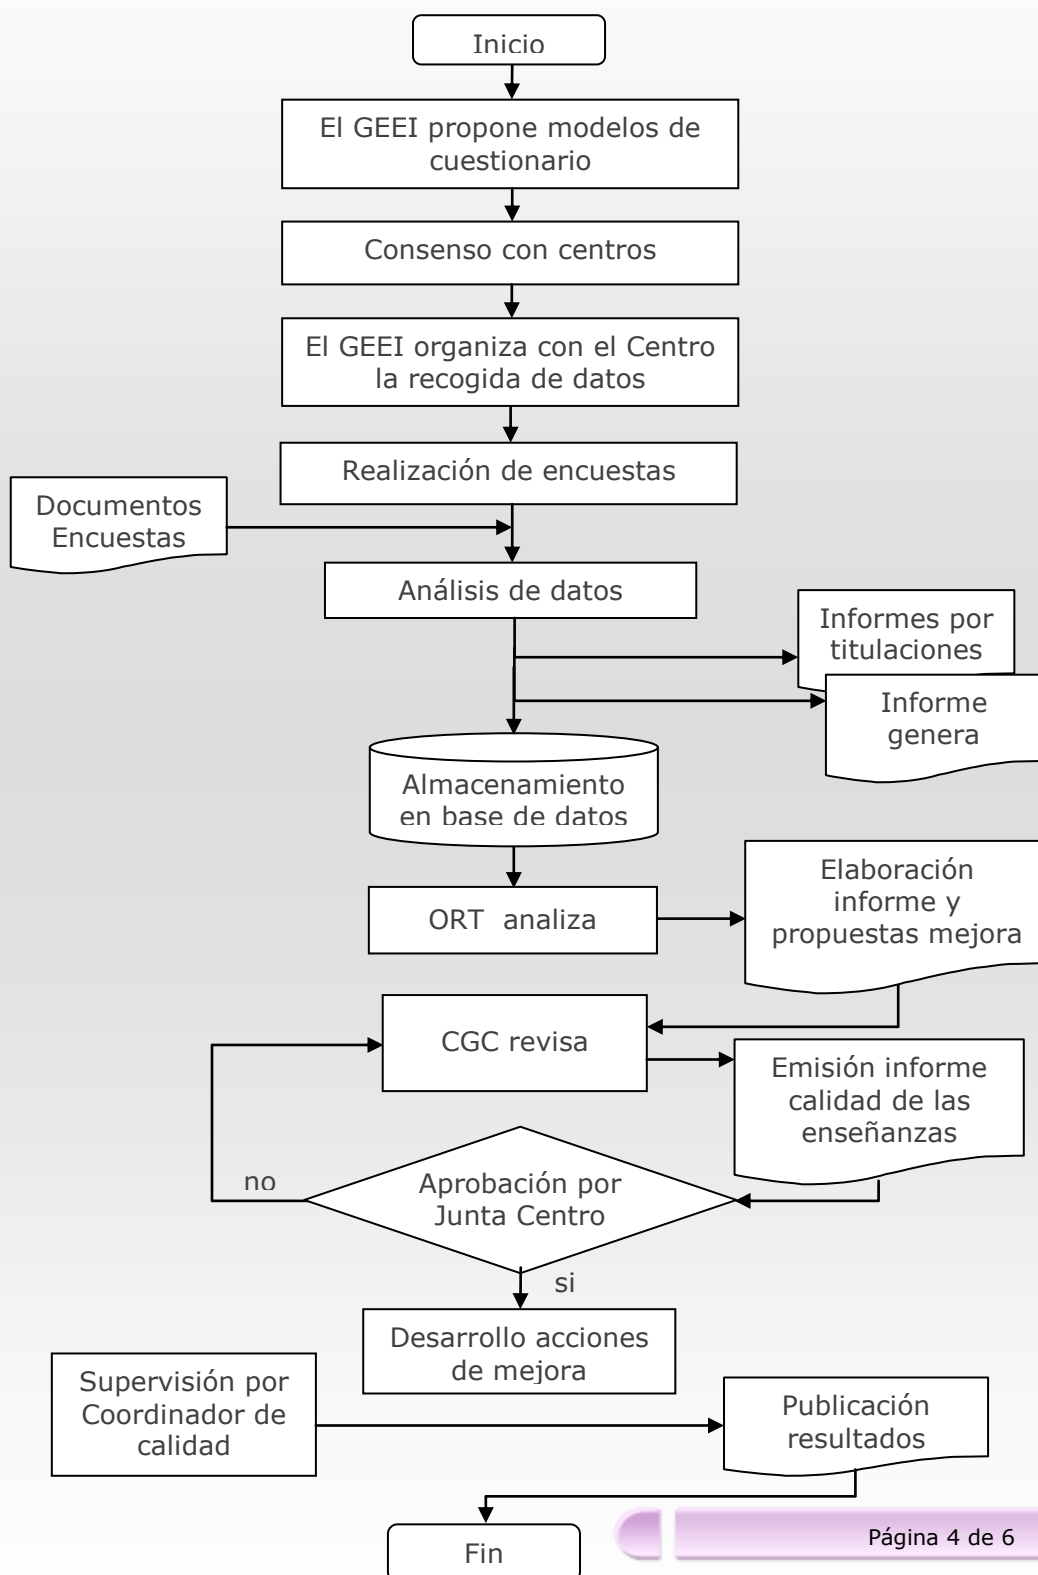 Inicio
El GEEI propone modelos de
cuestionario
Consenso con centros
El GEEI organiza con el Centro
la recogida de datos
Realización de encuestas
Documentos
Encuestas
Análisis de datos
Informes por
titulaciones
Informe
genera
Almacenamiento
en base de datos
ORT analiza
Elaboración
informe y
propuestas mejora
CGC revisa
Emisión informe
calidad de las
enseñanzas
no
Aprobación por
Junta Centro
si
Desarrollo acciones
de mejora
Supervisión por
Coordinador de
calidad
Publicación
resultados
Fin
Página 4 de 6